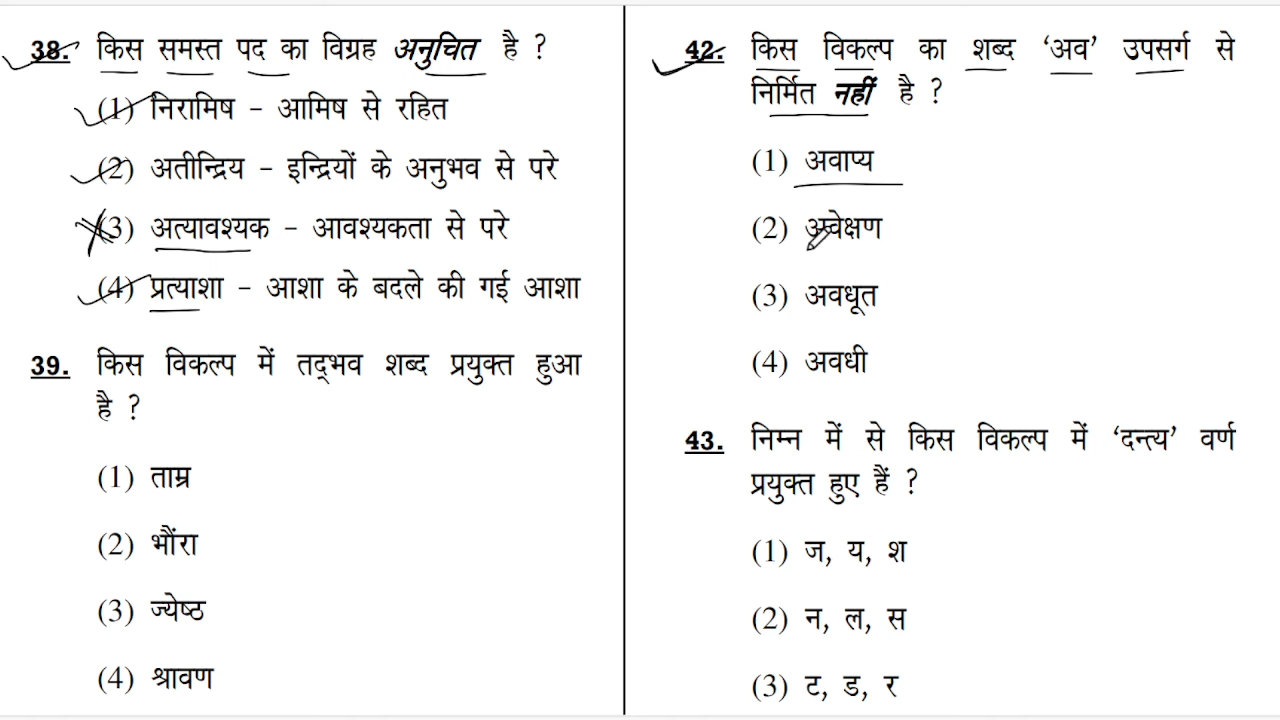 38. किस समस्त पद का विग्रह अनुचित है ?
(1) निरामिष – आमिष से रहित
(2) अतीन्द्रिय – इन्द्रियों के अनुभव से परे
(3) अत्यावश्यक – आवश्यकता से परे
(4) प्रत्याशा – आशा के बदले की गई आशा
39. किस विकल्प में तद्भव शब्द प्रयुक्त हुआ
है ?
(1) ताम्र
(2) भौंरा
(3) ज्येष्ठ
(4) श्रावण
42. किस विकल्प का शब्द ‘अव’ उपसर्ग से
निर्मित नहीं है ?
(1) अवाप्य
(2) अवेक्षण
(3) अवधूत
(4) अवधी
43. निम्न में से किस विकल्प में ‘दन्त्य’ वर्ण
प्रयुक्त हुए हैं ?
(1) ज, य, श
(2) न, ल, स
(3) ट, ड, र